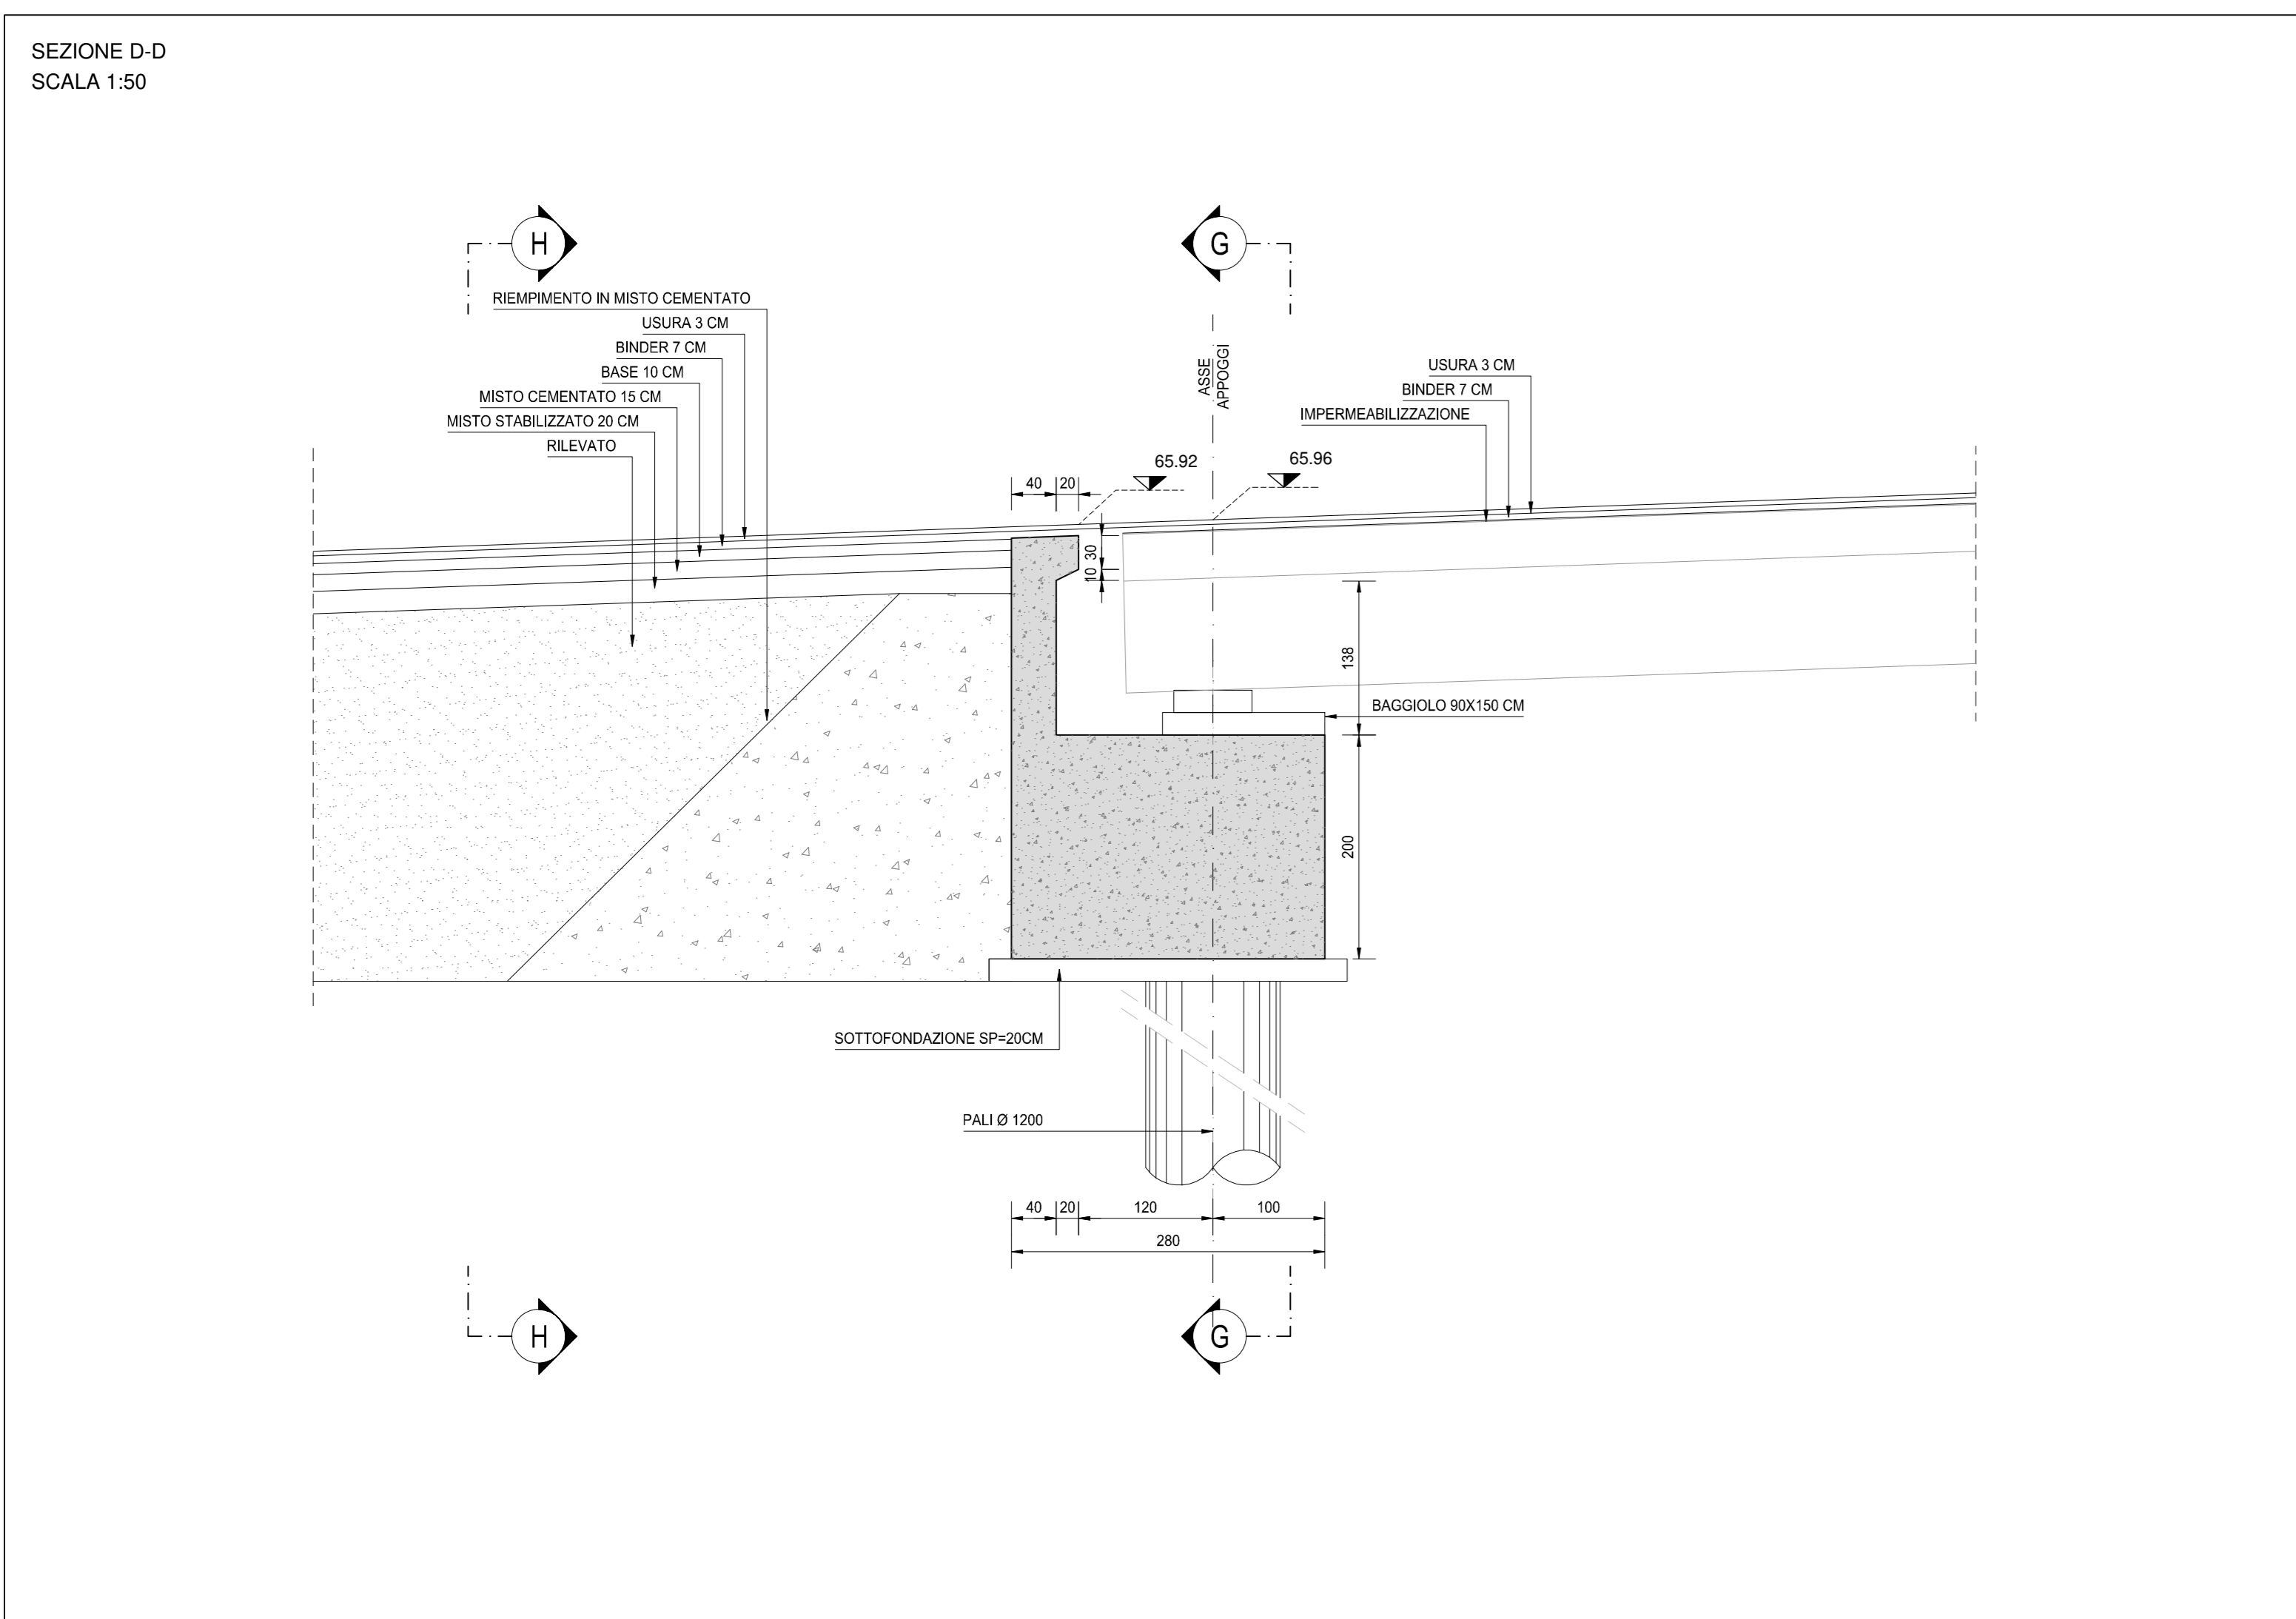 SEZIONE D-D
SCALA 1:50
H
G
RIEMPIMENTO IN MISTO CEMENTATO
USURA 3 CM
BINDER 7 CM
BASE 10 CM
MISTO CEMENTATO 15 CM
MISTO STABILIZZATO 20 CM
RILEVATO
ASSE
APPOGGI
USURA 3 CM
BINDER 7 CM
IMPERMEABILIZZAZIONE
65.92
65.96
40
20
30
10
138
BAGGIOLO 90X150 CM
200
SOTTOFONDAZIONE SP=20CM
PALI Ø 1200
40
20
120
100
280
H
G